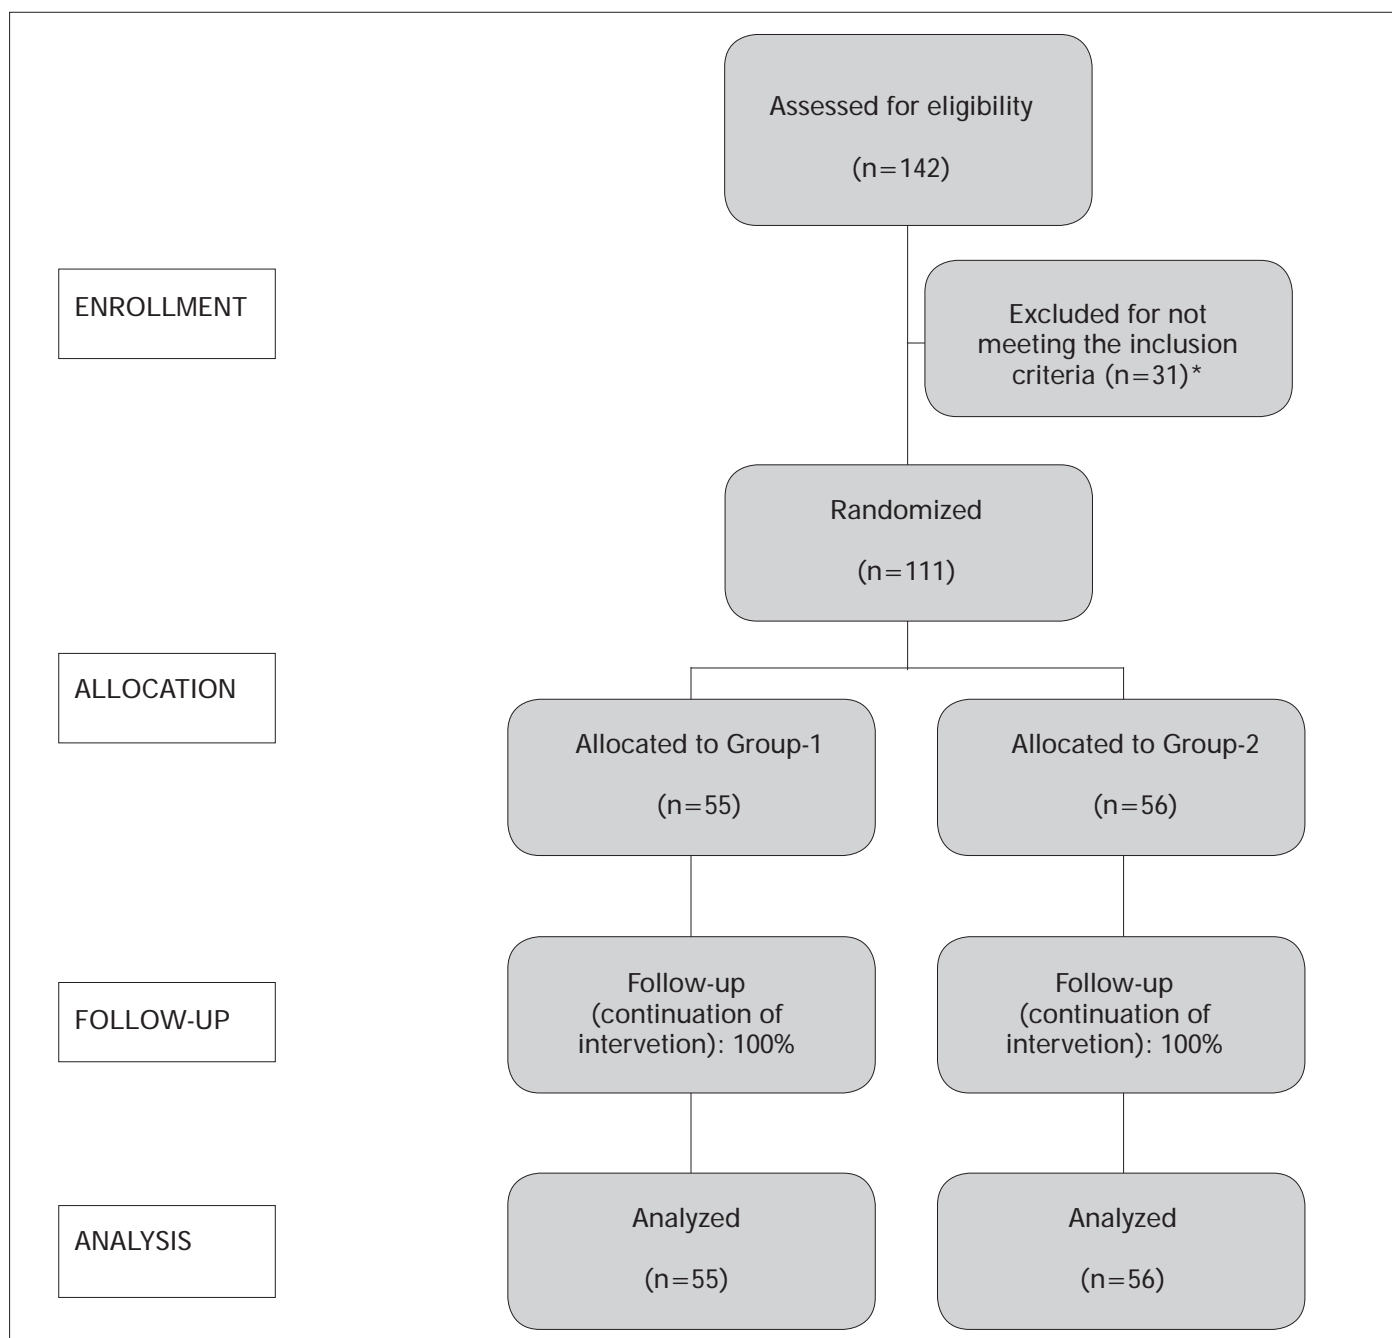 Assessed for eligibility
(n=142)
ENROLLMENT
Excluded for not
meeting the inclusion
criteria (n=31)*
Randomized
(n=111)
ALLOCATION
Allocated to Group-1
(n=55)
Allocated to Group-2
(n=56)
FOLLOW-UP
Follow-up
(continuation of
intervetion): 100%
Follow-up
(continuation of
intervetion): 100%
ANALYSIS
Analyzed
(n=55)
Analyzed
(n=56)